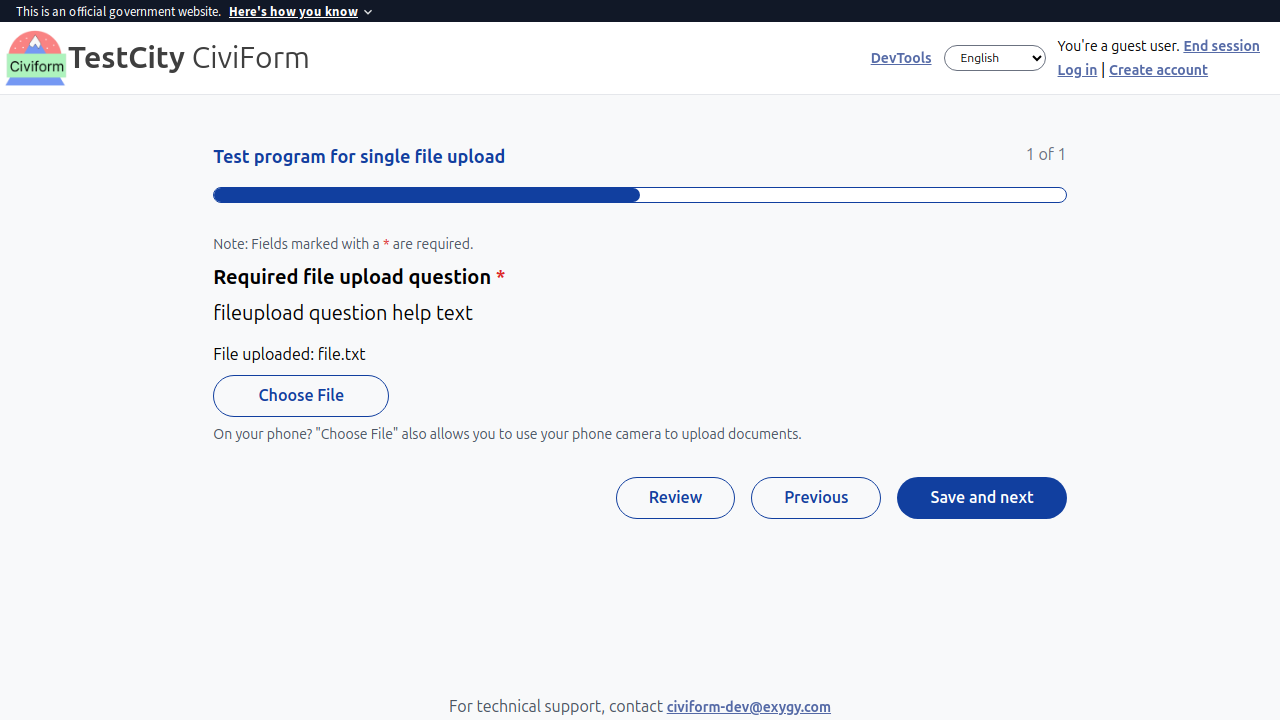 This is an official government website. Here's how you know
Civiform
TestCity CiviForm
DevTools
English
You're a guest user. End session
Log in | Create account
Test program for single file upload
1 of 1
Note: Fields marked with a * are required.
Required file upload question *
fileupload question help text
File uploaded: file.txt
Choose File
On your phone? "Choose File" also allows you to use your phone camera to upload documents.
Review
Previous
Save and next
For technical support, contact civiform-dev@exygy.com